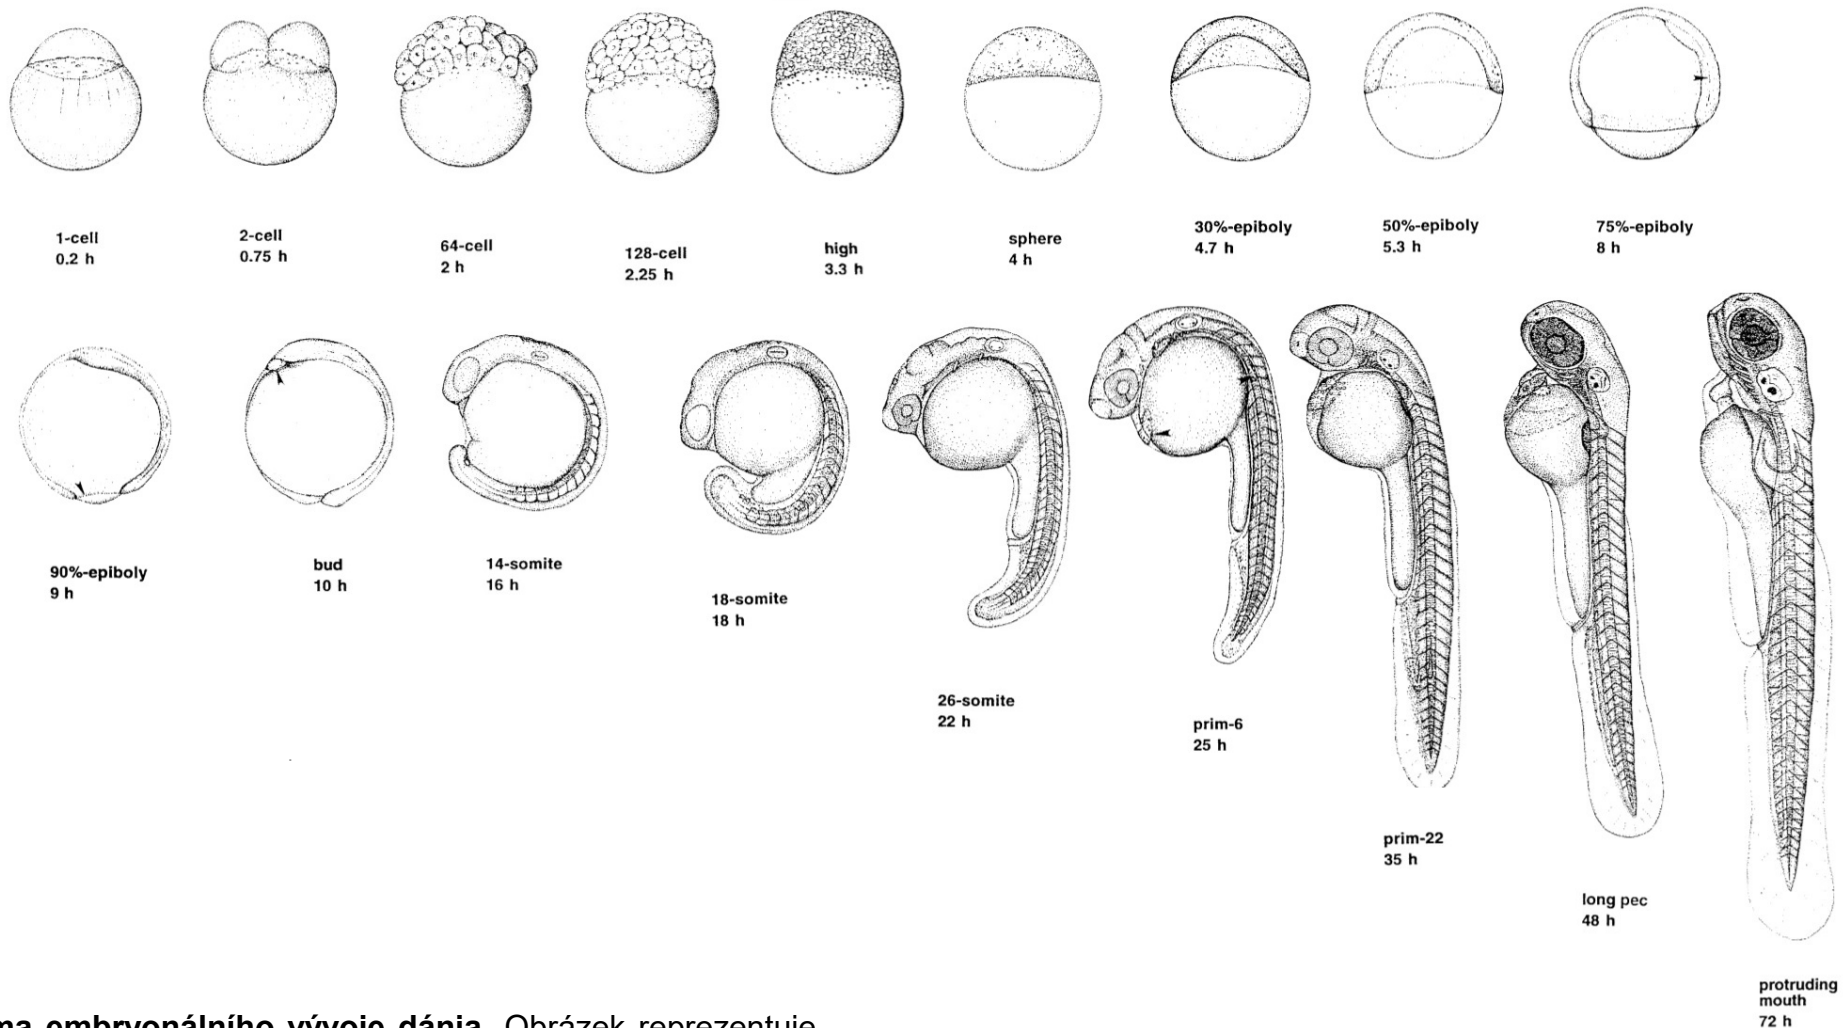 1-cell
0.2 h
2-cell
0.75 h
64-cell
2 h
128-cell
2.25 h
high
3.3 h
sphere
4 h
30%-epiboly
4.7 h
50%-epiboly
5.3 h
75%-epiboly
8 h
90%-epiboly
9 h
bud
10 h
14-somite
16 h
18-somite
18 h
26-somite
22 h
prim-6
25 h
prim-22
35 h
long pec
48 h
protruding
mouth
72 h
embryonálního vývoje dánia. Obrázek reprezentuje